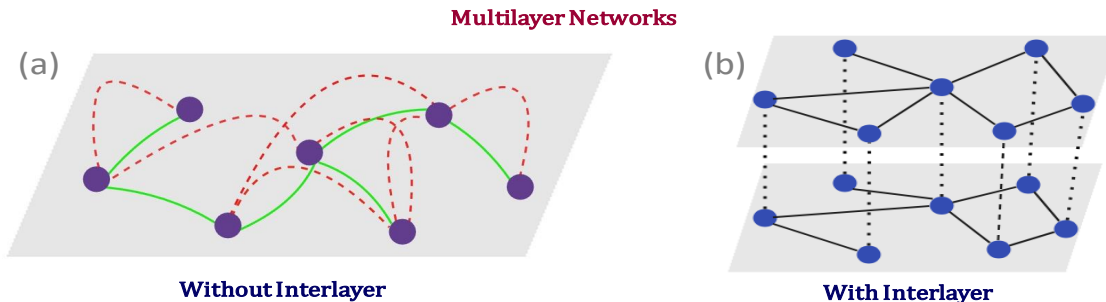 Multilayer Networks
(a)
(b)
Without Interlayer
With Interlayer